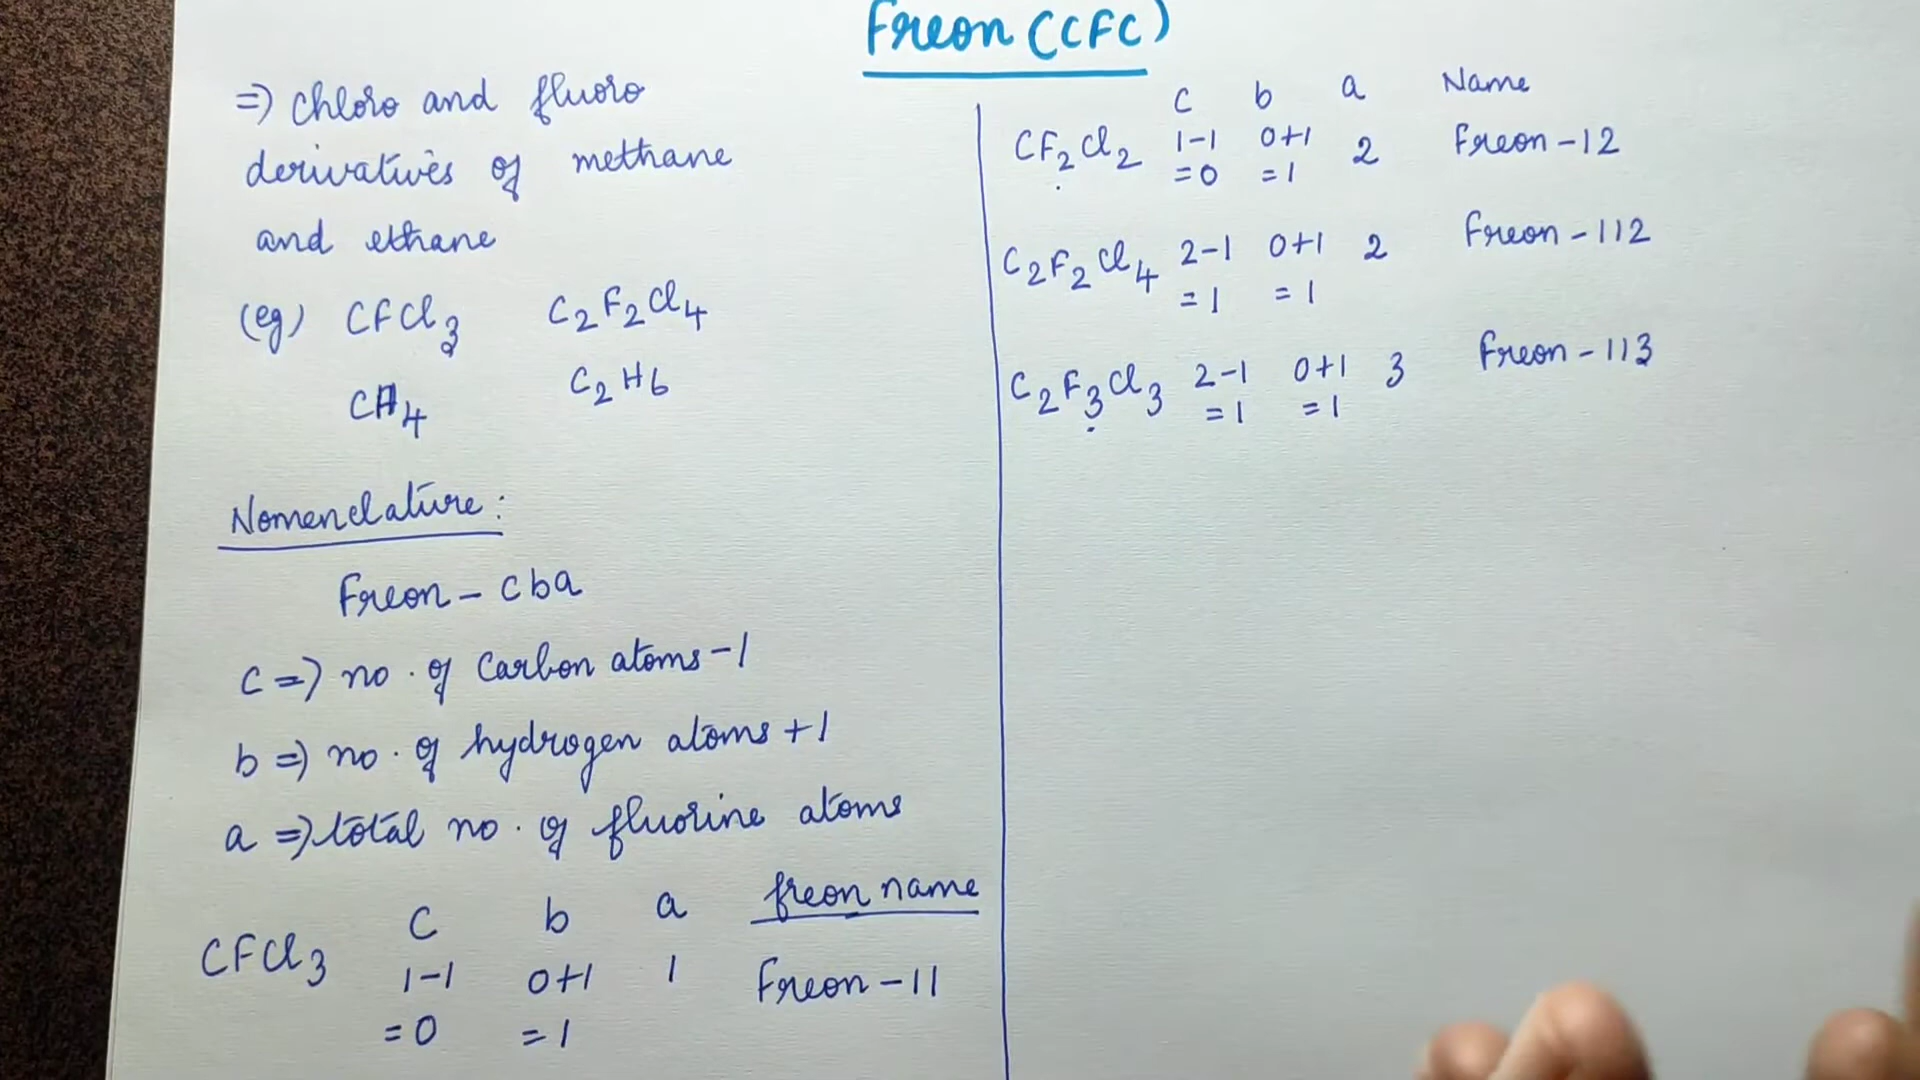 Freon (CFC)
=> chloro and fluoro
derivatives of methane
and ethane
(eg) CFCl3 C2F2Cl4
CH4 C2H6
Nomenclature:
Freon - cba
c => no. of Carbon atoms - 1
b => no. of hydrogen atoms + 1
a => total no. of fluorine atoms
c b a freon name
CFCl3 1-1 0+1 1 Freon - 11
=0 =1
c b a Name
CF2Cl2 1-1 0+1 2 Freon - 12
=0 =1
C2F2Cl4 2-1 0+1 2 Freon - 112
=1 =1
C2F3Cl3 2-1 0+1 3 Freon - 113
=1 =1